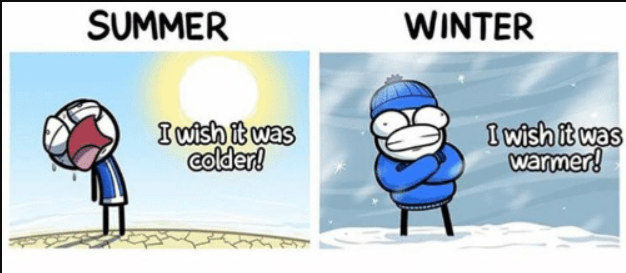 SUMMER
I wish it was
colder!
WINTER
I wish it was
warmer!